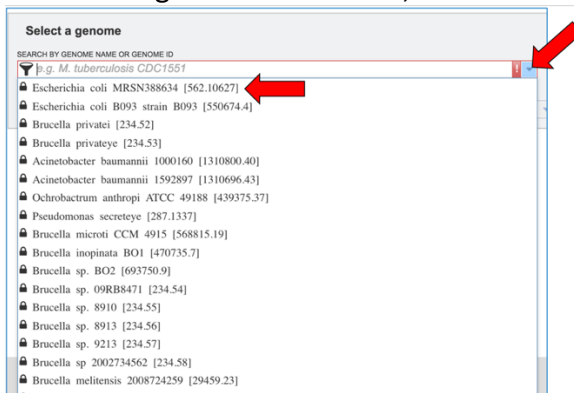 Select a genome
SEARCH BY GENOME NAME OR GENOME ID
e.g. M. tuberculosis CDC1551 !
Escherichia coli MRSN388634 [562.10627]
Escherichia coli B093 strain B093 [550674.4]
Brucella privatei [234.52]
Brucella privateye [234.53]
Acinetobacter baumannii 1000160 [1310800.40]
Acinetobacter baumannii 1592897 [1310696.43]
Ochrobactrum anthropi ATCC 49188 [439375.37]
Pseudomonas secreteye [287.1337]
Brucella microti CCM 4915 [568815.19]
Brucella inopinata BO1 [470735.7]
Brucella sp. BO2 [693750.9]
Brucella sp. 09RB8471 [234.54]
Brucella sp. 8910 [234.55]
Brucella sp. 8913 [234.56]
Brucella sp. 9213 [234.57]
Brucella sp 2002734562 [234.58]
Brucella melitensis 2008724259 [29459.23]